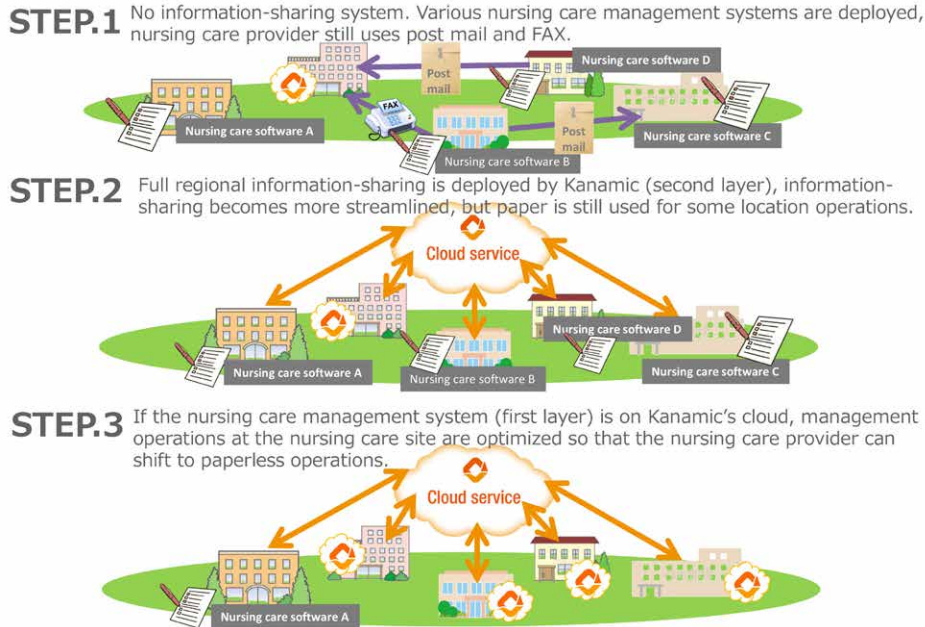 STEP.1 No information-sharing system. Various nursing care management systems are deployed,
nursing care provider still uses post mail and FAX.
Post
mail
Nursing care software D
FAX
Nursing care software A
Post
mail
Nursing care software C
Nursing care software B
STEP.2 Full regional information-sharing is deployed by Kanamic (second layer), information-
sharing becomes more streamlined, but paper is still used for some location operations.
Cloud service
Nursing care software D
Nursing care software A
Nursing care software B
Nursing care software C
STEP.3 If the nursing care management system (first layer) is on Kanamic’s cloud, management
operations at the nursing care site are optimized so that the nursing care provider can
shift to paperless operations.
Cloud service
Nursing care software A